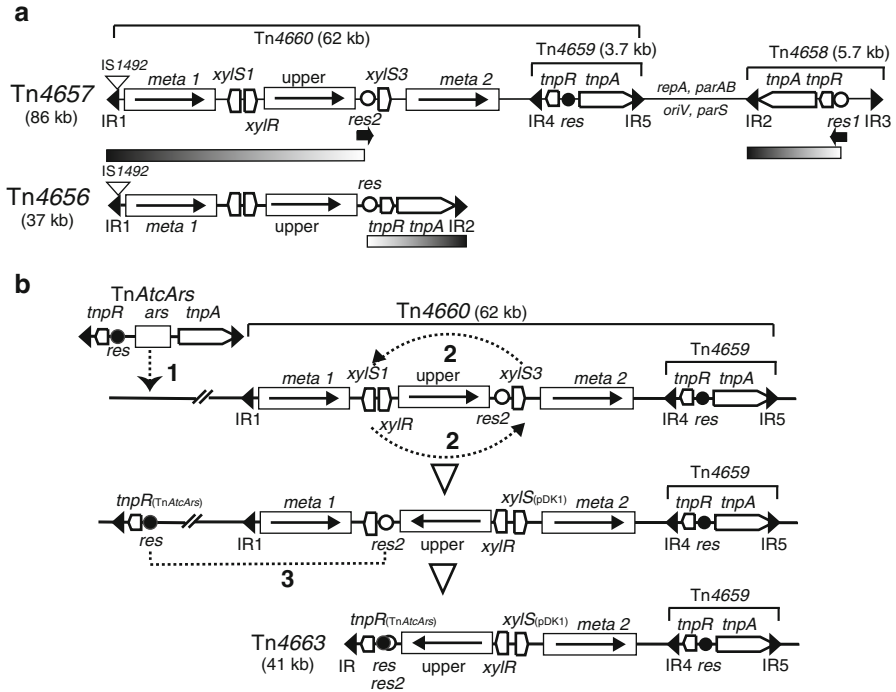 a
Tn4660 (62 kb)
Tn4659 (3.7 kb) Tn4658 (5.7 kb)
IS1492 xylS1 upper xylS3 tnpR tnpA repA, parAB tnpA tnpR
Tn4657 meta 1 meta 2
(86 kb) IR1 xylR res2 IR4 res IR5 oriV, parS IR2 res1 IR3
IS1492
res
Tn4656
(37 kb) IR1 meta 1 upper tnpR tnpA IR2
b
TnAtcArs
tnpR ars tnpA
Tn4660 (62 kb)
res
1
2
Tn4659
xylS1 xylS3
meta 1 upper meta 2 tnpR tnpA
IR1 xylR res2 IR4 res IR5
2
Tn4659
tnpR(TnAtcArs) meta 1 xylS(pDK1) meta 2 tnpR tnpA
res IR1 res2 upper xylR IR4 res IR5
3
Tn4659
tnpR(TnAtcArs) xylS(pDK1) meta 2 tnpR tnpA
Tn4663
(41 kb) IR res upper xylR IR4 res IR5
res2